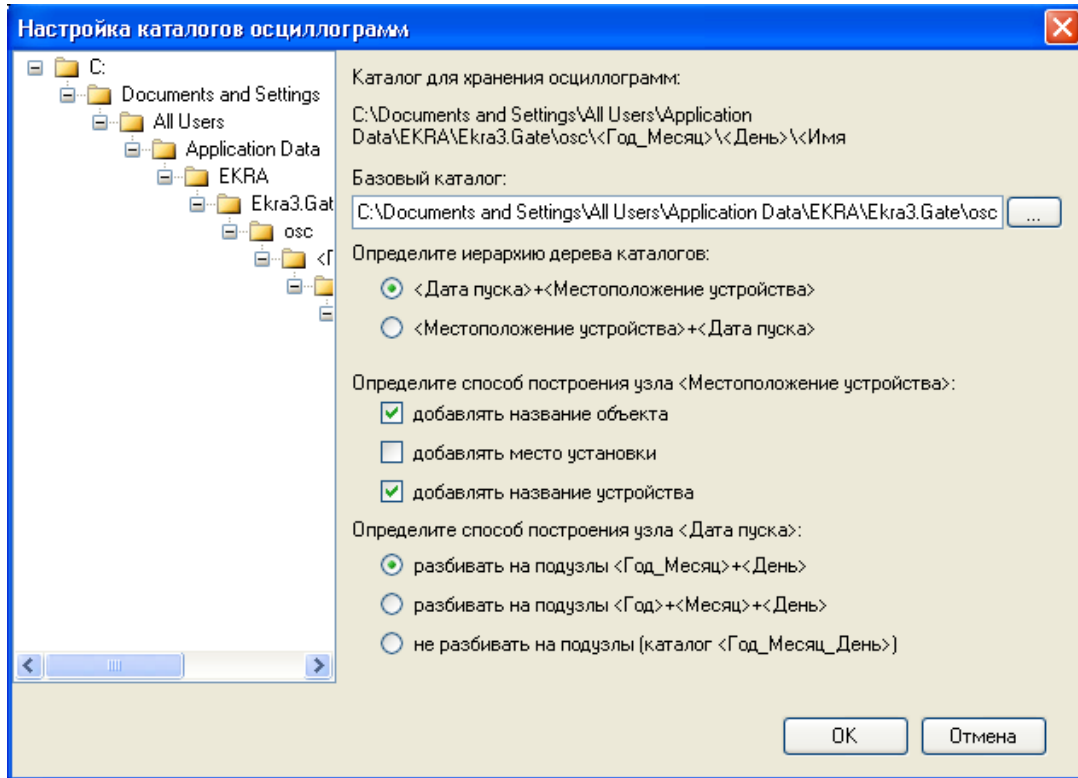 Настройка каталогов осциллограмм
C:
Documents and Settings
All Users
Application Data
EKRA
Ekra3.Gat
osc
<Г
Каталог для хранения осциллограмм:
C:\Documents and Settings\All Users\Application
Data\EKRA\Ekra3.Gate\osc\<Год_Месяц>\<День>\<Имя
Базовый каталог:
C:\Documents and Settings\All Users\Application Data\EKRA\Ekra3.Gate\osc
...
Определите иерархию дерева каталогов:
<Дата пуска>+<Местоположение устройства>
<Местоположение устройства>+<Дата пуска>
Определите способ построения узла <Местоположение устройства>:
добавлять название объекта
добавлять место установки
добавлять название устройства
Определите способ построения узла <Дата пуска>:
разбивать на подузлы <Год_Месяц>+<День>
разбивать на подузлы <Год>+<Месяц>+<День>
не разбивать на подузлы (каталог <Год_Месяц_День>)
OK
Отмена